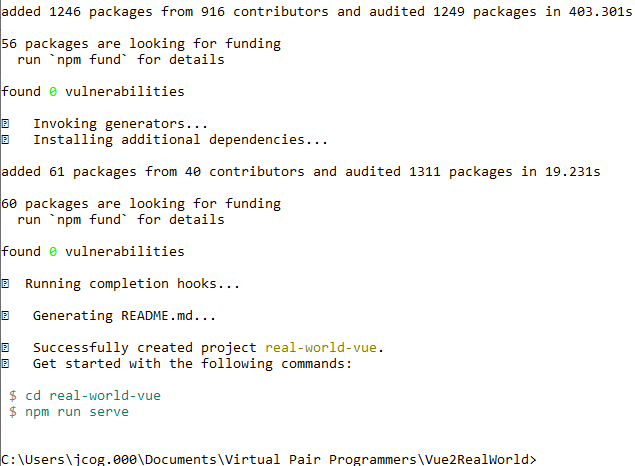 added 1246 packages from 916 contributors and audited 1249 packages in 403.301s
56 packages are looking for funding
run `npm fund` for details
found 0 vulnerabilities
Invoking generators...
Installing additional dependencies...
added 61 packages from 40 contributors and audited 1311 packages in 19.231s
60 packages are looking for funding
run `npm fund` for details
found 0 vulnerabilities
Running completion hooks...
Generating README.md...
Successfully created project real-world-vue.
Get started with the following commands:
$ cd real-world-vue
$ npm run serve
C:\Users\jcog.000\Documents\Virtual Pair Programmers\Vue2RealWorld>